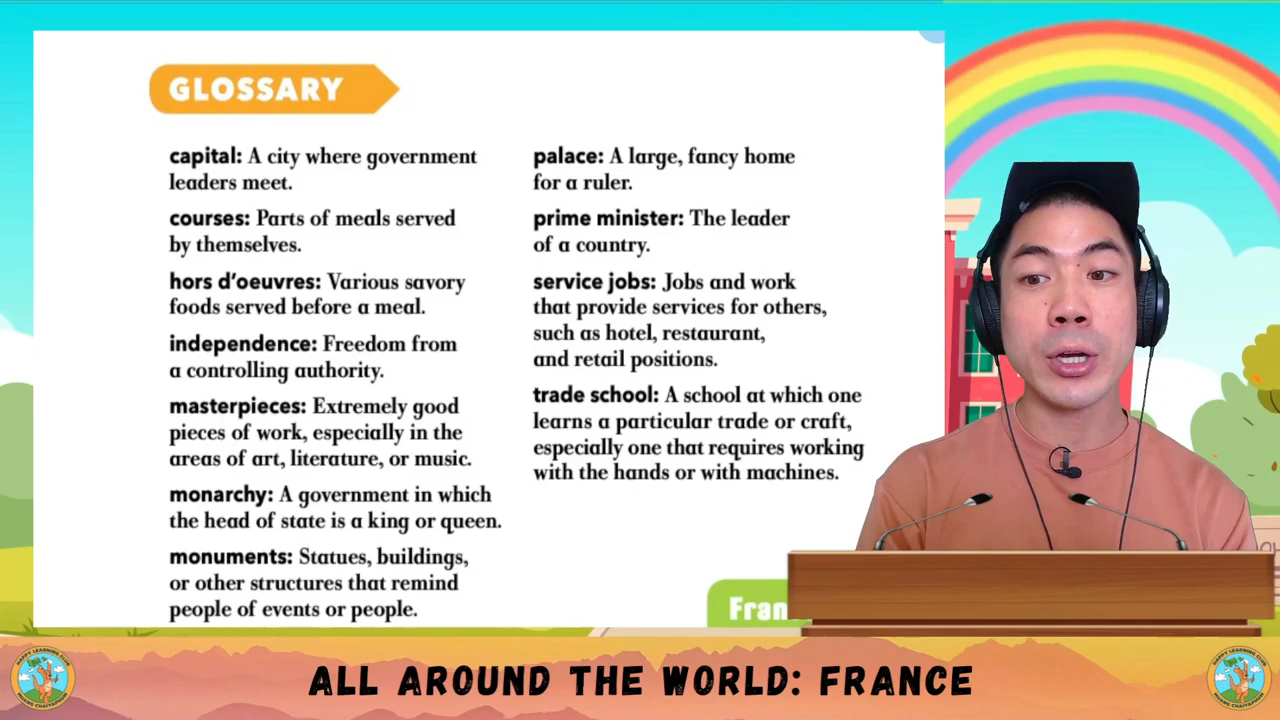 GLOSSARY
capital: A city where government
leaders meet.
courses: Parts of meals served
by themselves.
hors d'oeuvres: Various savory
foods served before a meal.
independence: Freedom from
a controlling authority.
masterpieces: Extremely good
pieces of work, especially in the
areas of art, literature, or music.
monarchy: A government in which
the head of state is a king or queen.
monuments: Statues, buildings,
or other structures that remind
people of events or people.
palace: A large, fancy home
for a ruler.
prime minister: The leader
of a country.
service jobs: Jobs and work
that provide services for others,
such as hotel, restaurant,
and retail positions.
trade school: A school at which one
learns a particular trade or craft,
especially one that requires working
with the hands or with machines.
Fran
ALL AROUND THE WORLD: FRANCE